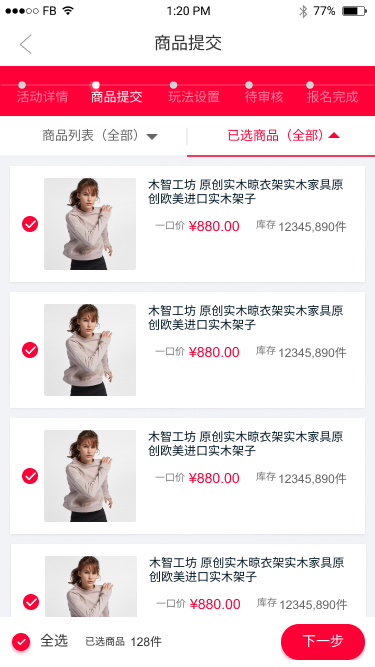 FB 1:20 PM 77%
商品提交
活动详情 商品提交 玩法设置 待审核 报名完成
商品列表（全部） 已选商品（全部）
木智工坊 原创实木晾衣架实木家具原
创欧美进口实木架子
一口价 ¥880.00 库存 12345,890件
木智工坊 原创实木晾衣架实木家具原
创欧美进口实木架子
一口价 ¥880.00 库存 12345,890件
木智工坊 原创实木晾衣架实木家具原
创欧美进口实木架子
一口价 ¥880.00 库存 12345,890件
木智工坊 原创实木晾衣架实木家具原
创欧美进口实木架子
一口价 ¥880.00 库存 12345,890件
全选 已选商品 128件 下一步